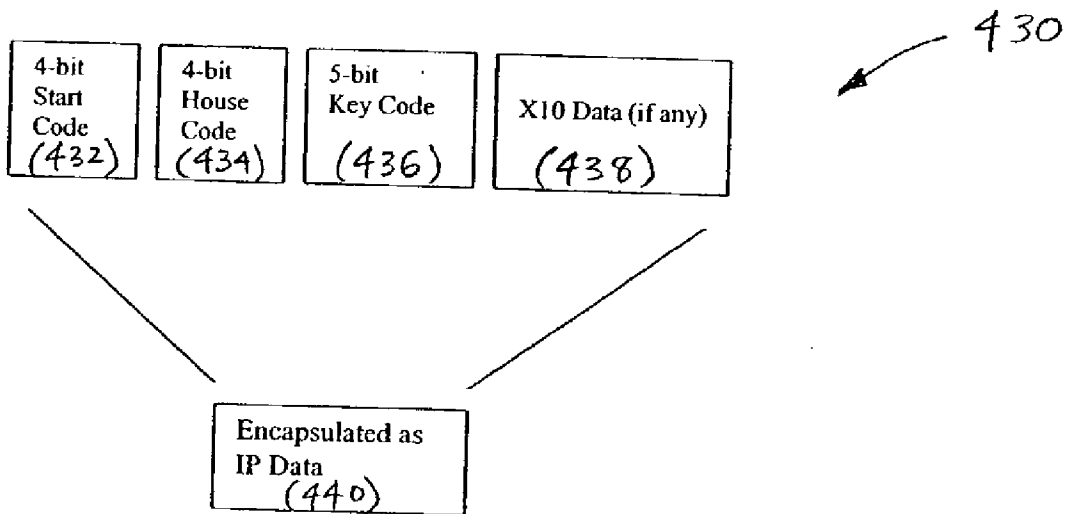 430
4-bit
Start
Code
(432)
4-bit
House
Code
(434)
5-bit
Key Code
(436)
X10 Data (if any)
(438)
Encapsulated as
IP Data
(440)